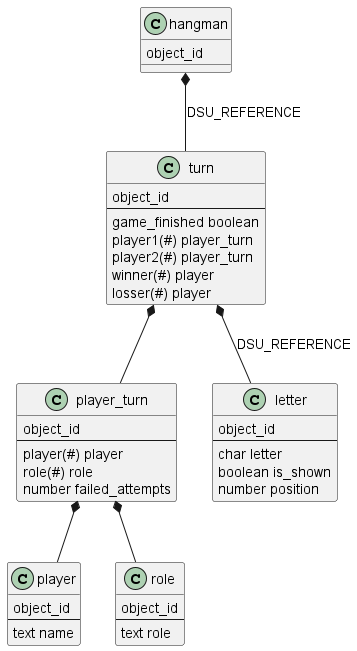 C hangman
object_id
DSU_REFERENCE
C turn
object_id
game_finished boolean
player1(#) player_turn
player2(#) player_turn
winner(#) player
losser(#) player
DSU_REFERENCE
C player_turn
object_id
player(#) player
role(#) role
number failed_attempts
C letter
object_id
char letter
boolean is_shown
number position
C player
object_id
text name
C role
object_id
text role